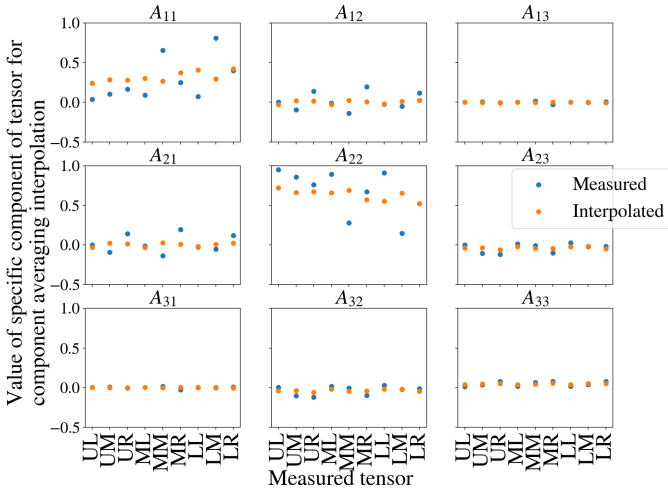 Value of specific component of tensor for
component averaging interpolation
A11 A12 A13
1.0
0.5
0.0
−0.5
A21 A22 A23
1.0
0.5
0.0
−0.5
Measured
Interpolated
A31 A32 A33
1.0
0.5
0.0
−0.5
UL UM UR ML MM MR LL LM LR
UL UM UR ML MM MR LL LM LR
UL UM UR ML MM MR LL LM LR
Measured tensor